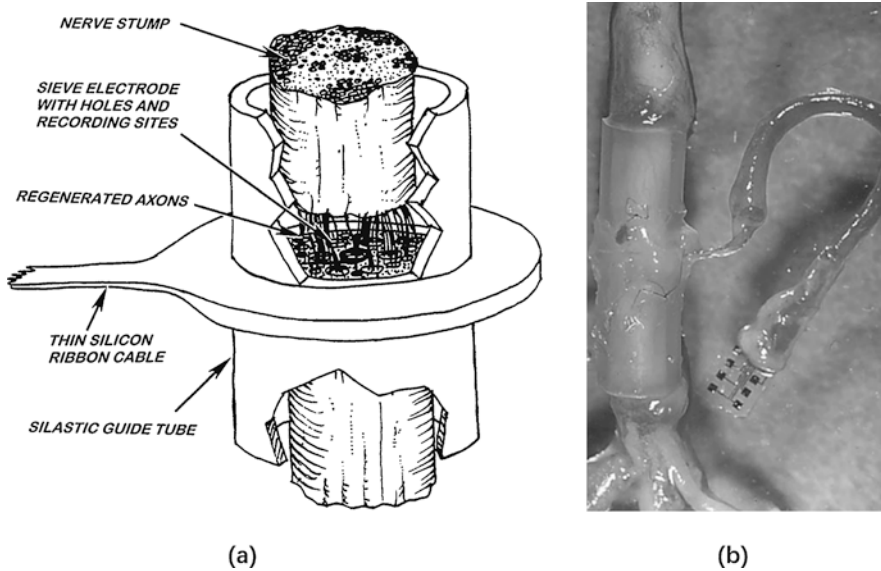 NERVE STUMP
SIEVE ELECTRODE
WITH HOLES AND
RECORDING SITES
REGENERATED AXONS
THIN SILICON
RIBBON CABLE
SILASTIC GUIDE TUBE
(a)
(b)